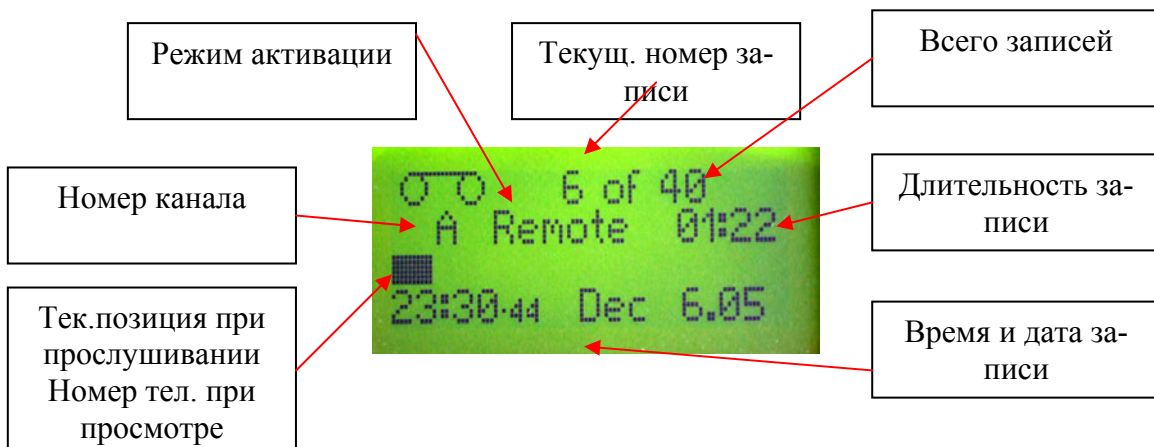 Режим активации
Текущ. номер за-
писи
Всего записей
Номер канала
6 of 40
A Remote 01:22
23:30·44 Dec 6.05
Длительность за-
писи
Тек.позиция при
прослушивании
Номер тел. при
просмотре
Время и дата за-
писи